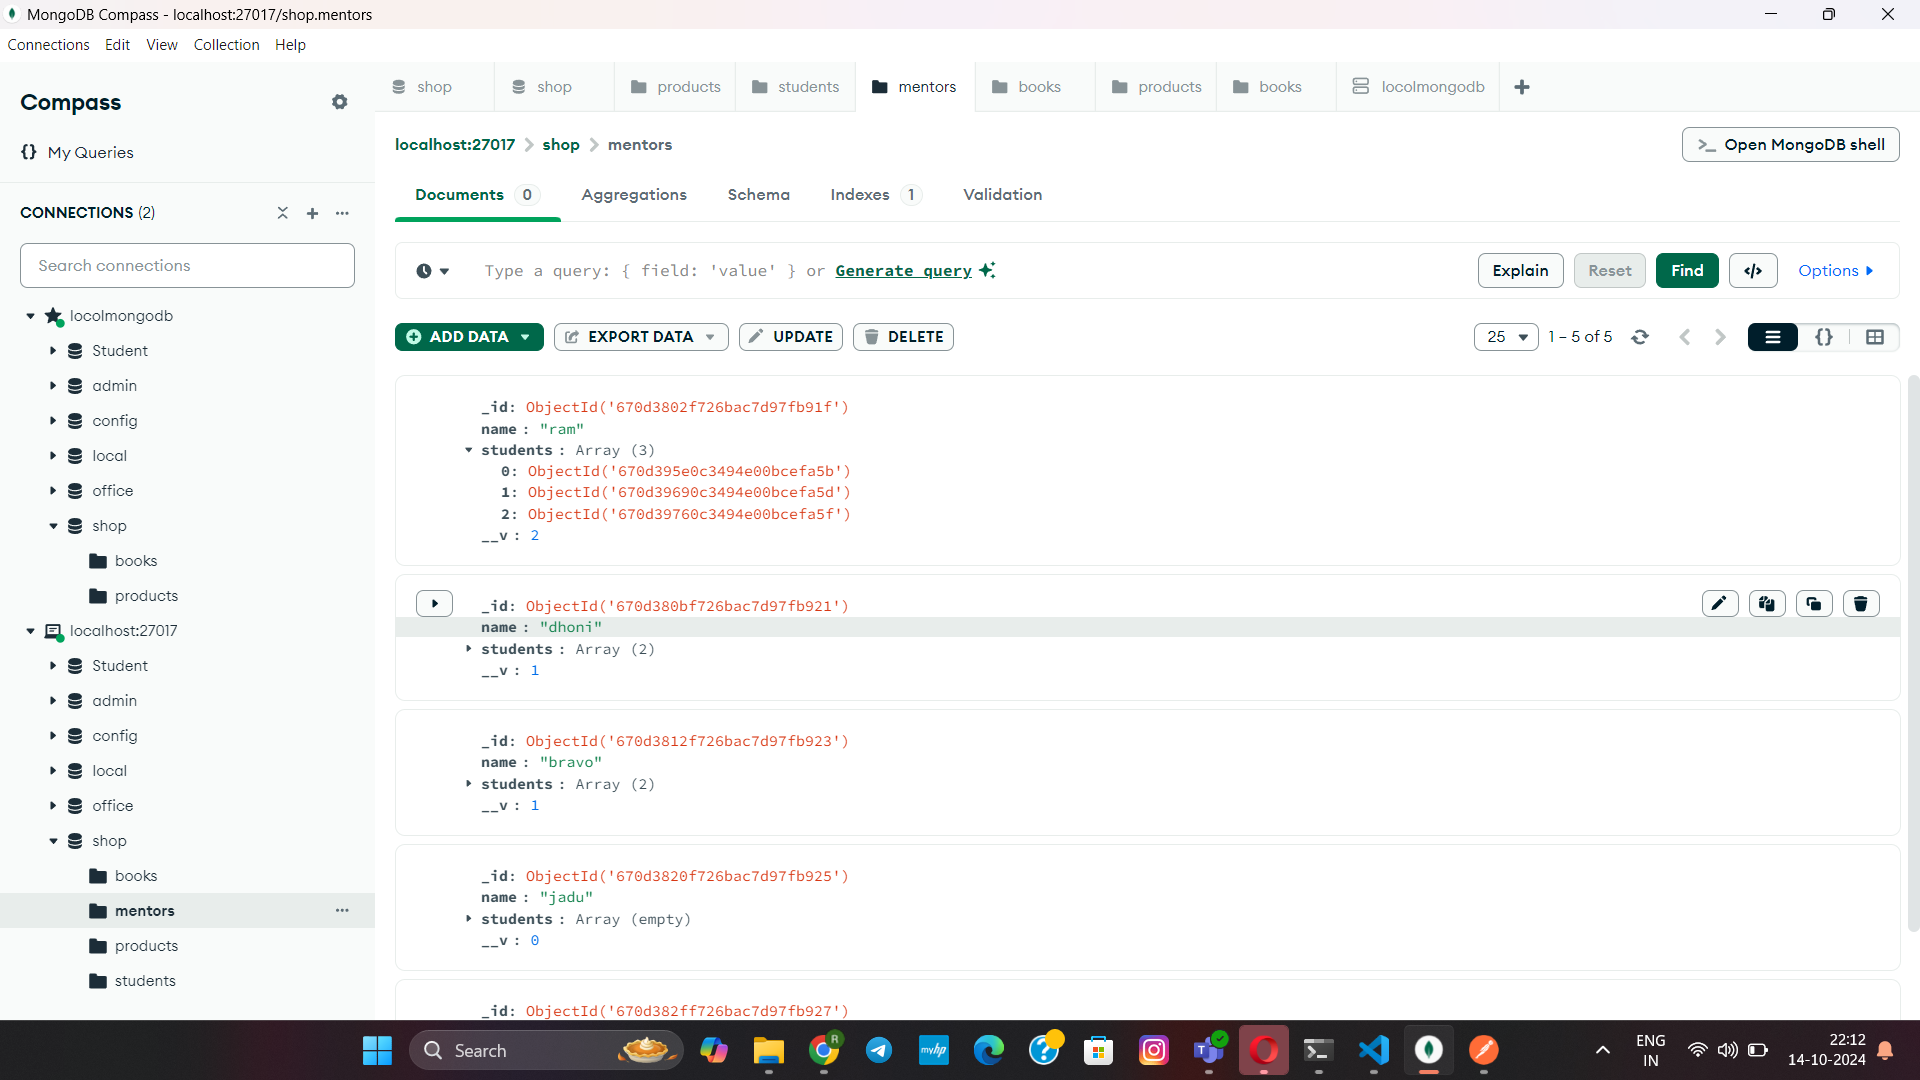 MongoDB Compass - localhost:27017/shop.mentors
Connections Edit View Collection Help
Compass
{} My Queries
CONNECTIONS (2)
Search connections
locolmongodb
Student
admin
config
local
office
shop
books
products
localhost:27017
Student
admin
config
local
office
shop
books
mentors
products
students
shop shop products students mentors books products books locolmongodb
localhost:27017 > shop > mentors
>_ Open MongoDB shell
Documents 0 Aggregations Schema Indexes 1 Validation
Type a query: { field: 'value' } or Generate query
Explain Reset Find </> Options
ADD DATA EXPORT DATA UPDATE DELETE
25 1 – 5 of 5 {}
_id: ObjectId('670d3802f726bac7d97fb91f')
name : "ram"
students : Array (3)
0: ObjectId('670d395e0c3494e00bcefa5b')
1: ObjectId('670d39690c3494e00bcefa5d')
2: ObjectId('670d39760c3494e00bcefa5f')
__v : 2
_id: ObjectId('670d380bf726bac7d97fb921')
name : "dhoni"
students : Array (2)
__v : 1
_id: ObjectId('670d3812f726bac7d97fb923')
name : "bravo"
students : Array (2)
__v : 1
_id: ObjectId('670d3820f726bac7d97fb925')
name : "jadu"
students : Array (empty)
__v : 0
_id: ObjectId('670d382ff726bac7d97fb927')
Search
R
myhp
ENG
IN
22:12
14-10-2024